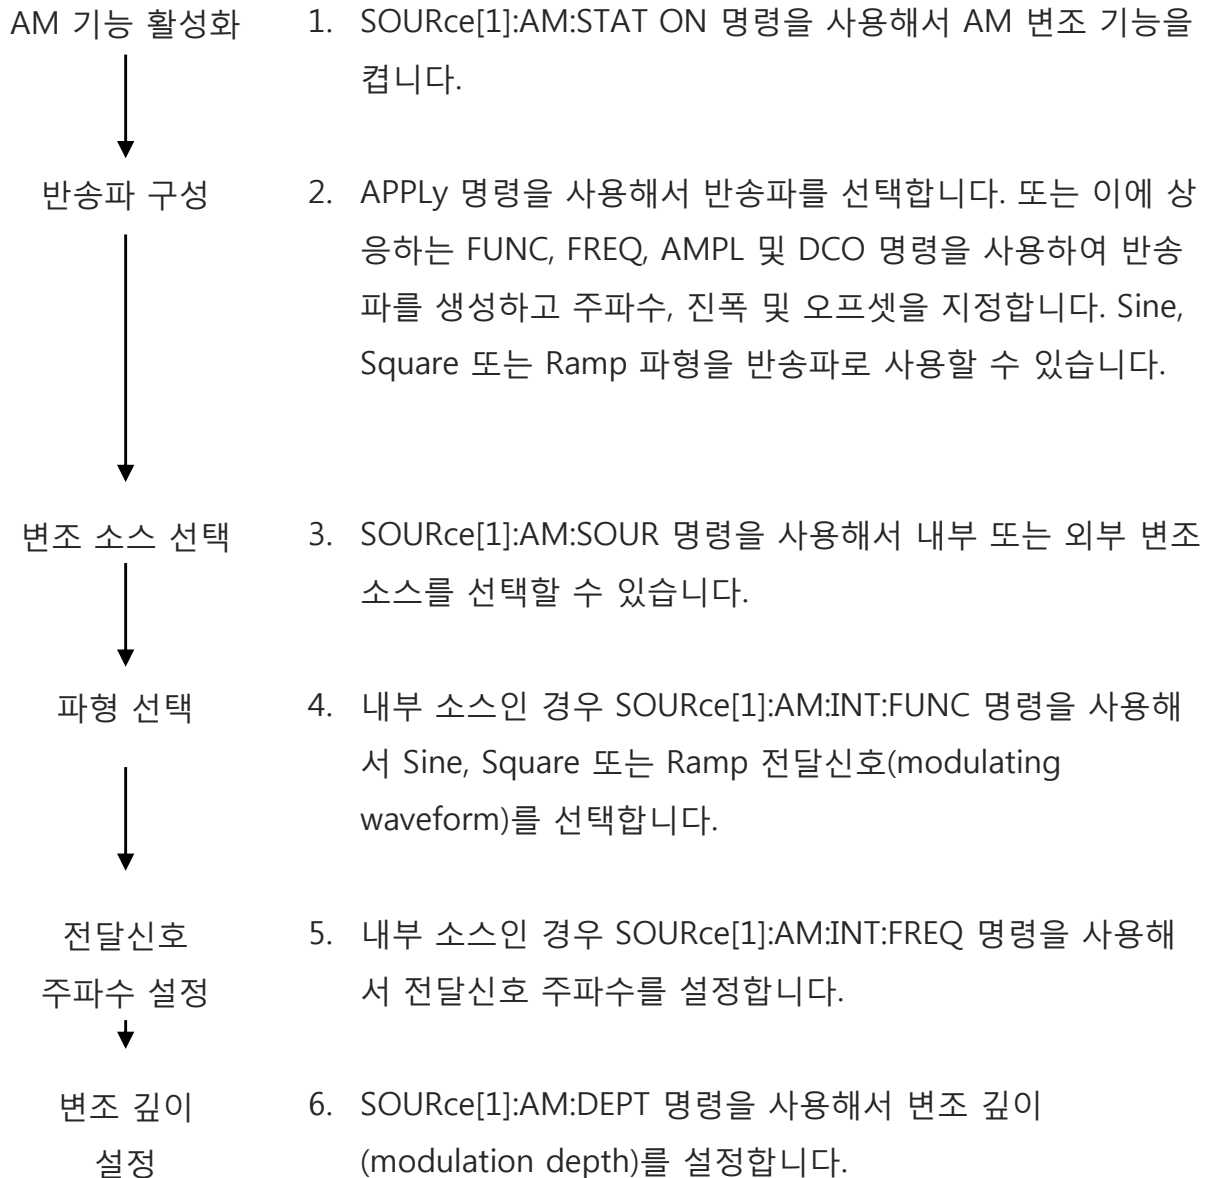 AM 기능 활성화
1. SOURce[1]:AM:STAT ON 명령을 사용해서 AM 변조 기능을
켭니다.
반송파 구성
2. APPLy 명령을 사용해서 반송파를 선택합니다. 또는 이에 상
응하는 FUNC, FREQ, AMPL 및 DCO 명령을 사용하여 반송
파를 생성하고 주파수, 진폭 및 오프셋을 지정합니다. Sine,
Square 또는 Ramp 파형을 반송파로 사용할 수 있습니다.
변조 소스 선택
3. SOURce[1]:AM:SOUR 명령을 사용해서 내부 또는 외부 변조
소스를 선택할 수 있습니다.
파형 선택
4. 내부 소스인 경우 SOURce[1]:AM:INT:FUNC 명령을 사용해
서 Sine, Square 또는 Ramp 전달신호(modulating
waveform)를 선택합니다.
전달신호
주파수 설정
5. 내부 소스인 경우 SOURce[1]:AM:INT:FREQ 명령을 사용해
서 전달신호 주파수를 설정합니다.
변조 깊이
설정
6. SOURce[1]:AM:DEPT 명령을 사용해서 변조 깊이
(modulation depth)를 설정합니다.